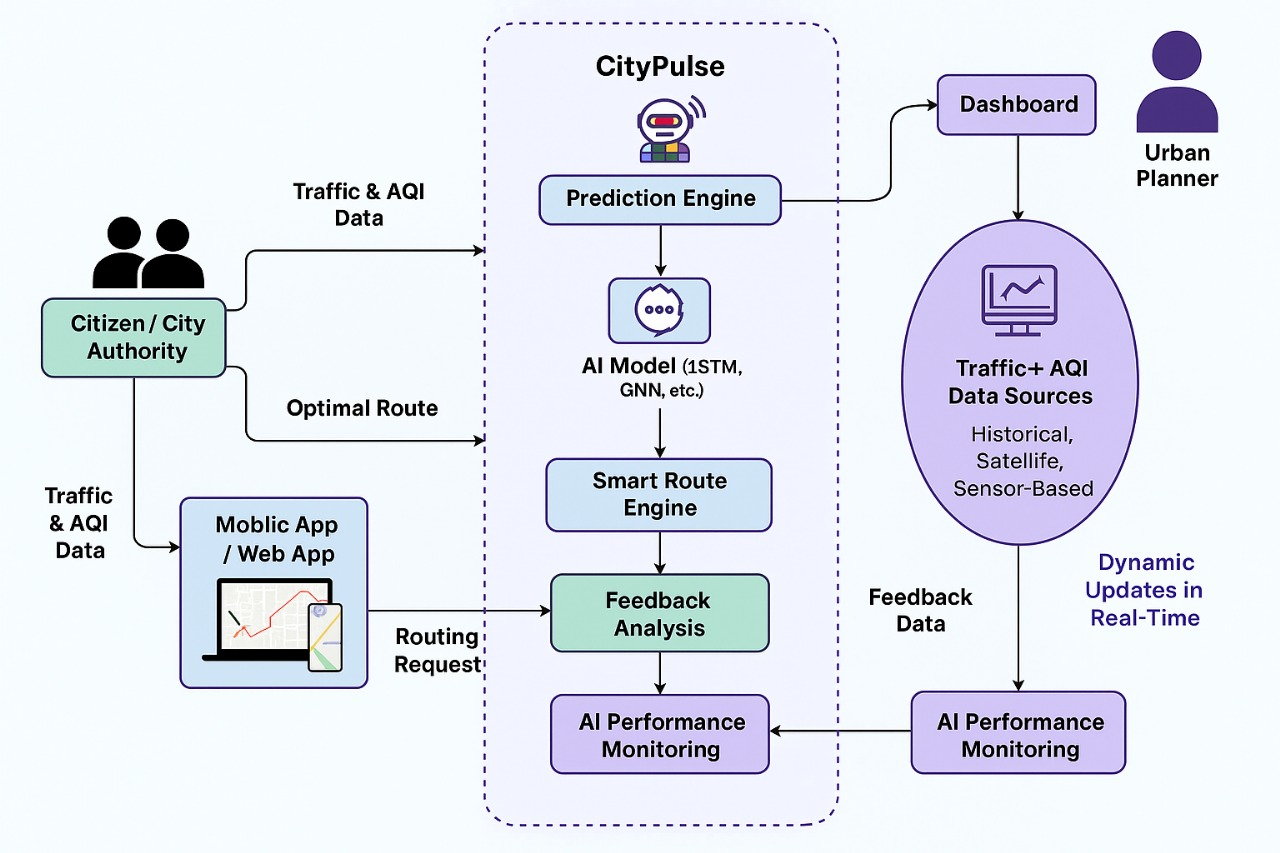 CityPulse
Dashboard
Urban
Planner
Prediction Engine
Traffic & AQI
Data
Citizen / City
Authority
AI Model (1STM,
GNN, etc.)
Optimal Route
Traffic+ AQI
Data Sources
Historical,
Satellife,
Sensor-Based
Smart Route
Engine
Traffic
& AQI
Data
Moblic App
/ Web App
Routing
Request
Feedback
Analysis
Feedback
Data
Dynamic
Updates in
Real-Time
AI Performance
Monitoring
AI Performance
Monitoring